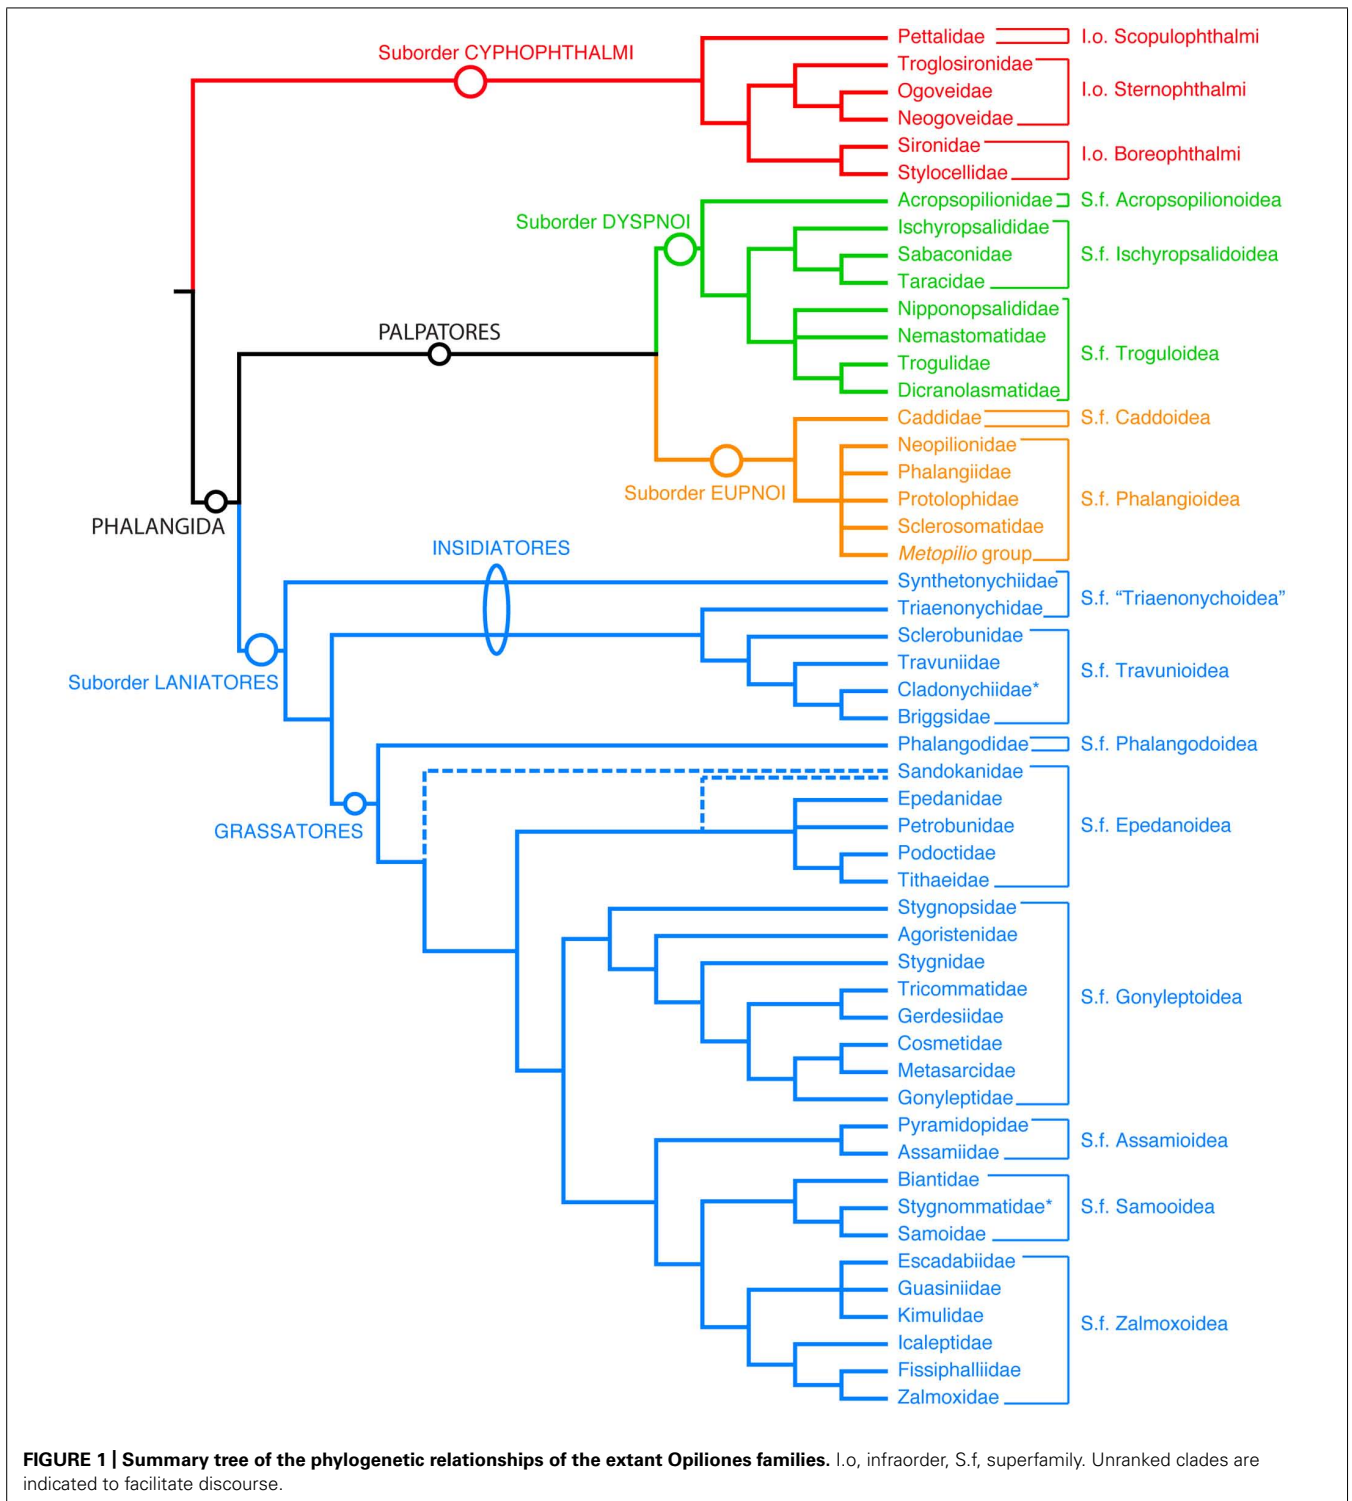 Suborder CYPHOPHTHALMI
Pettalidae
I.o. Scopulophthalmi
Troglosironidae
Ogoveidae
I.o. Sternophthalmi
Neogoveidae
Sironidae
I.o. Boreophthalmi
Stylocellidae
Suborder DYSPNOI
Acropsopilionidae
S.f. Acropsopilionoidea
Ischyropsalididae
Sabaconidae
S.f. Ischyropsalidoidea
Taracidae
Nipponopsalididae
PALPATORES
Nemastomatidae
S.f. Troguloidea
Trogulidae
Dicranolasmatidae
Caddidae
S.f. Caddoidea
Neopilionidae
Phalangiidae
Suborder EUPNOI
Protolophidae
S.f. Phalangioidea
Sclerosomatidae
Metopilio group
PHALANGIDA
INSIDIATORES
Synthetonychiidae
S.f. “Triaenonychoidea”
Triaenonychidae
Sclerobunidae
Travuniidae
S.f. Travunioidea
Cladonychiidae*
Briggsidae
Suborder LANIATORES
Phalangodidae
S.f. Phalangodoidea
Sandokanidae
Epedanidae
GRASSATORES
Petrobunidae
S.f. Epedanoidea
Podoctidae
Tithaeidae
Stygnopsidae
Agoristenidae
Stygnidae
Tricommatidae
S.f. Gonyleptoidea
Gerdesiidae
Cosmetidae
Metasarcidae
Gonyleptidae
Pyramidopidae
S.f. Assamioidea
Assamiidae
Biantidae
Stygnommatidae*
S.f. Samooidea
Samoidae
Escadabiidae
Guasiniidae
Kimulidae
S.f. Zalmoxoidea
Icaleptidae
Fissiphalliidae
Zalmoxidae
FIGURE 1 | Summary tree of the phylogenetic relationships of the extant Opiliones families. I.o, infraorder, S.f, superfamily. Unranked clades are
indicated to facilitate discourse.